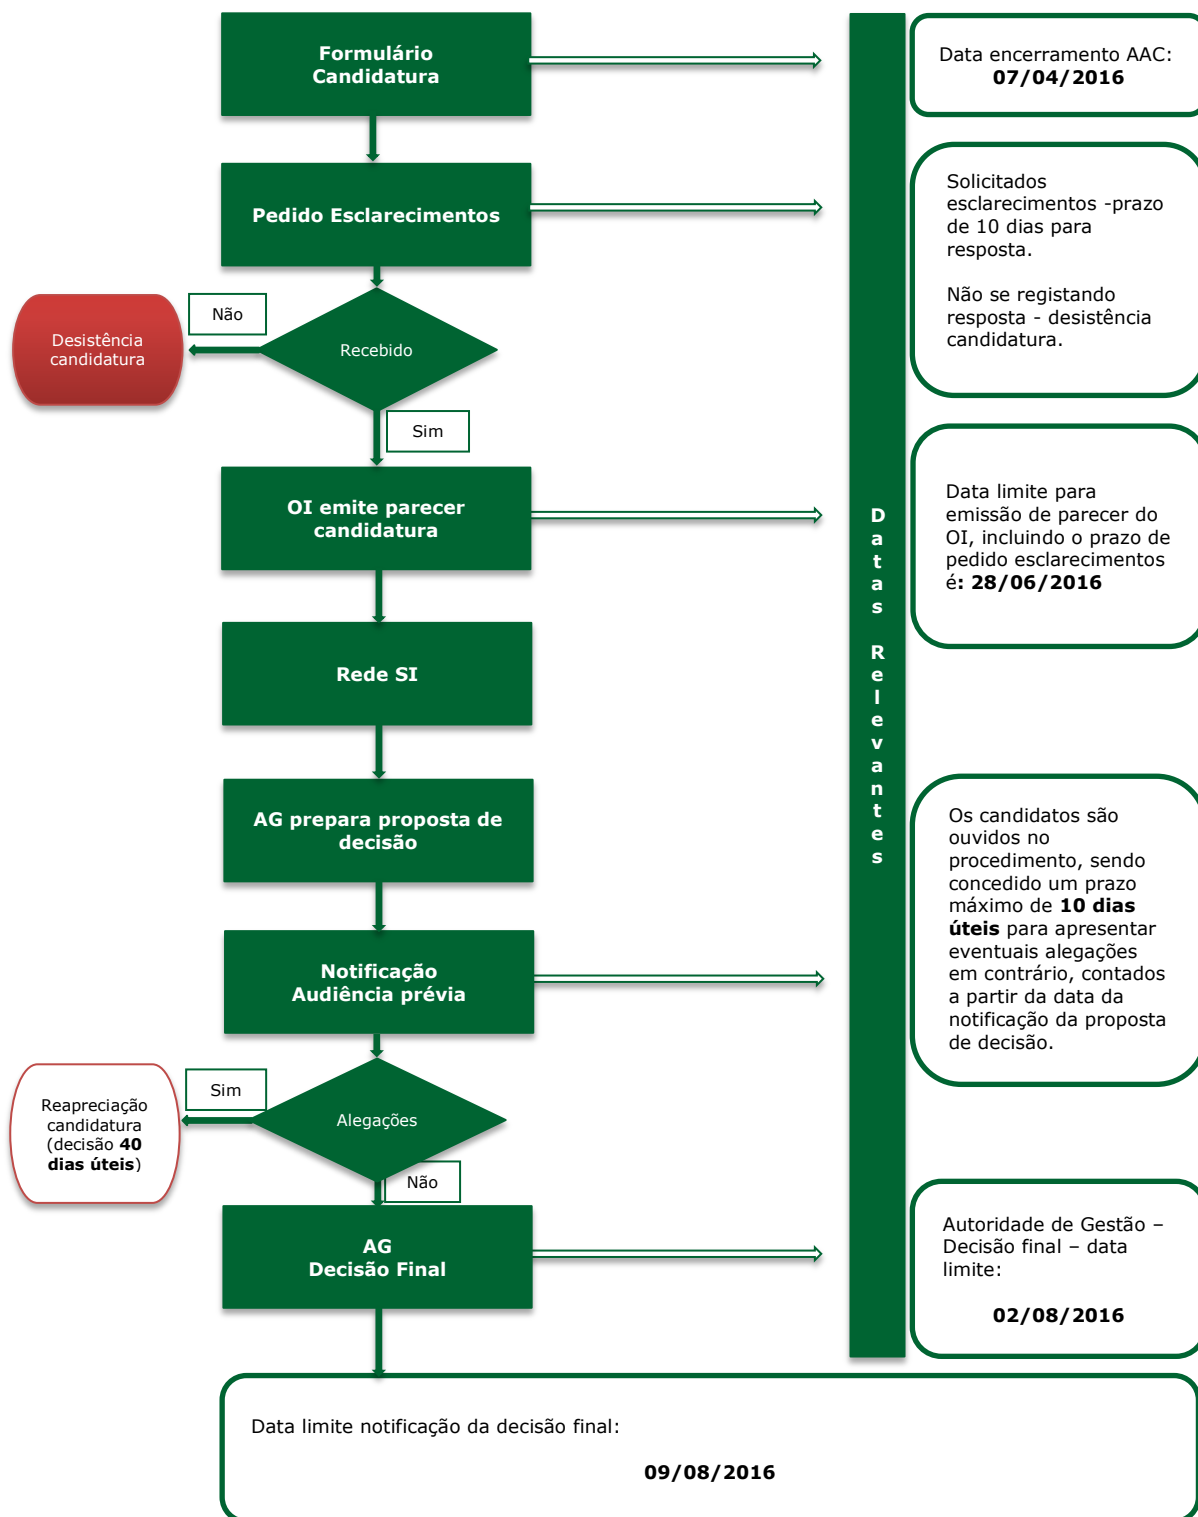 Formulário
Candidatura
Data encerramento AAC:
07/04/2016
Pedido Esclarecimentos
Solicitados
esclarecimentos -prazo
de 10 dias para
resposta.
Não se registando
resposta - desistência
candidatura.
Não
Desistência
candidatura
Recebido
Sim
OI emite parecer
candidatura
Data limite para
emissão de parecer do
OI, incluindo o prazo de
pedido esclarecimentos
é: 28/06/2016
Datas Relevantes
Rede SI
AG prepara proposta de
decisão
Os candidatos são
ouvidos no
procedimento, sendo
concedido um prazo
máximo de 10 dias
úteis para apresentar
eventuais alegações
em contrário, contados
a partir da data da
notificação da proposta
de decisão.
Notificação
Audiência prévia
Sim
Reapreciação
candidatura
(decisão 40
dias úteis)
Alegações
Não
AG
Decisão Final
Autoridade de Gestão –
Decisão final – data
limite:
02/08/2016
Data limite notificação da decisão final:
09/08/2016